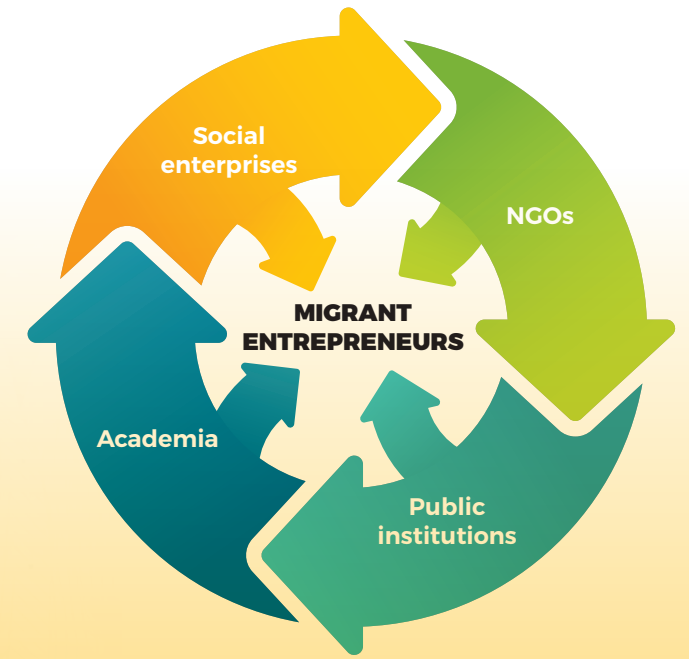 Social
enterprises
NGOs
MIGRANT
ENTREPRENEURS
Academia
Public
institutions